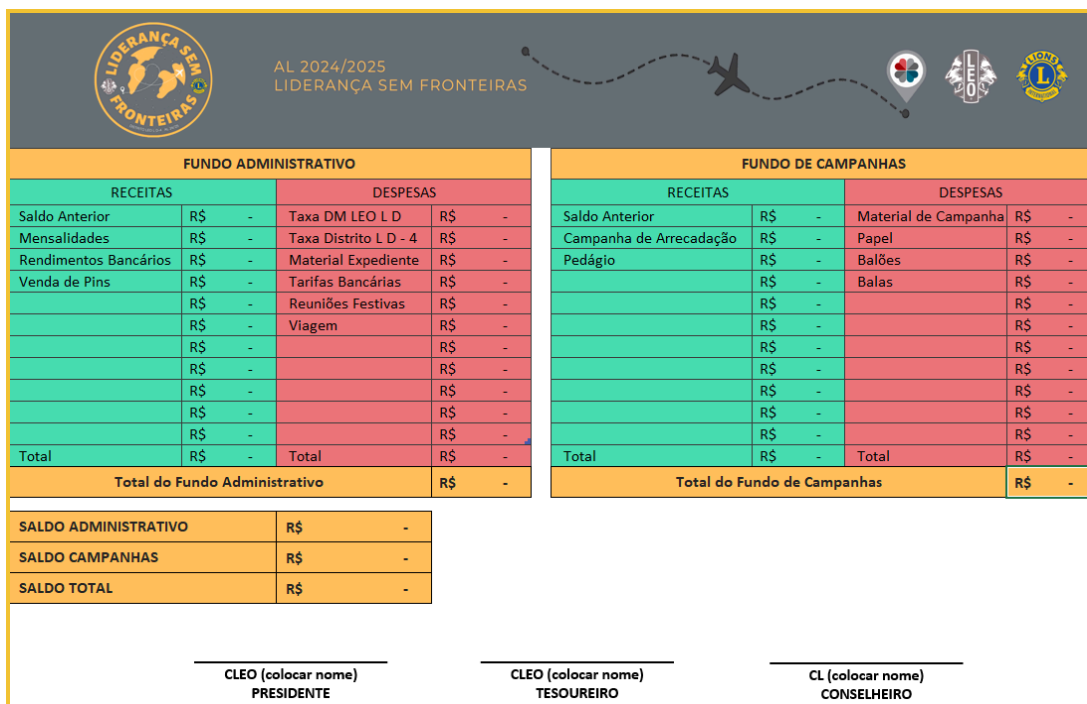 LIDERANÇA SEM
FRONTEIRAS
AL 2024/2025
LIDERANÇA SEM FRONTEIRAS
LEO
LIONS
L
FUNDO ADMINISTRATIVO
RECEITAS DESPESAS
Saldo Anterior R$ - Taxa DM LEO L D R$ -
Mensalidades R$ - Taxa Distrito L D - 4 R$ -
Rendimentos Bancários R$ - Material Expediente R$ -
Venda de Pins R$ - Tarifas Bancárias R$ -
R$ - Reuniões Festivas R$ -
R$ - Viagem R$ -
R$ - R$ -
R$ - R$ -
R$ - R$ -
R$ - R$ -
R$ - R$ -
Total R$ - Total R$ -
Total do Fundo Administrativo R$ -
FUNDO DE CAMPANHAS
RECEITAS DESPESAS
Saldo Anterior R$ - Material de Campanha R$ -
Campanha de Arrecadação R$ - Papel R$ -
Pedágio R$ - Balões R$ -
R$ - Balas R$ -
R$ - R$ -
R$ - R$ -
R$ - R$ -
R$ - R$ -
R$ - R$ -
R$ - R$ -
R$ - R$ -
Total R$ - Total R$ -
Total do Fundo de Campanhas R$ -
SALDO ADMINISTRATIVO R$ -
SALDO CAMPANHAS R$ -
SALDO TOTAL R$ -
CLEO (colocar nome)
PRESIDENTE
CLEO (colocar nome)
TESOUREIRO
CL (colocar nome)
CONSELHEIRO